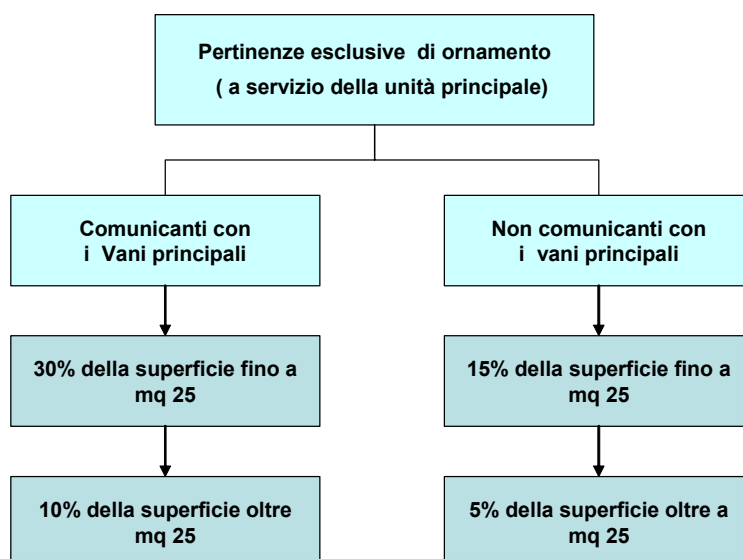 Pertinenze esclusive di ornamento
( a servizio della unità principale)
Comunicanti con
i Vani principali
Non comunicanti con
i vani principali
30% della superficie fino a
mq 25
15% della superficie fino a
mq 25
10% della superficie oltre
mq 25
5% della superficie oltre a
mq 25